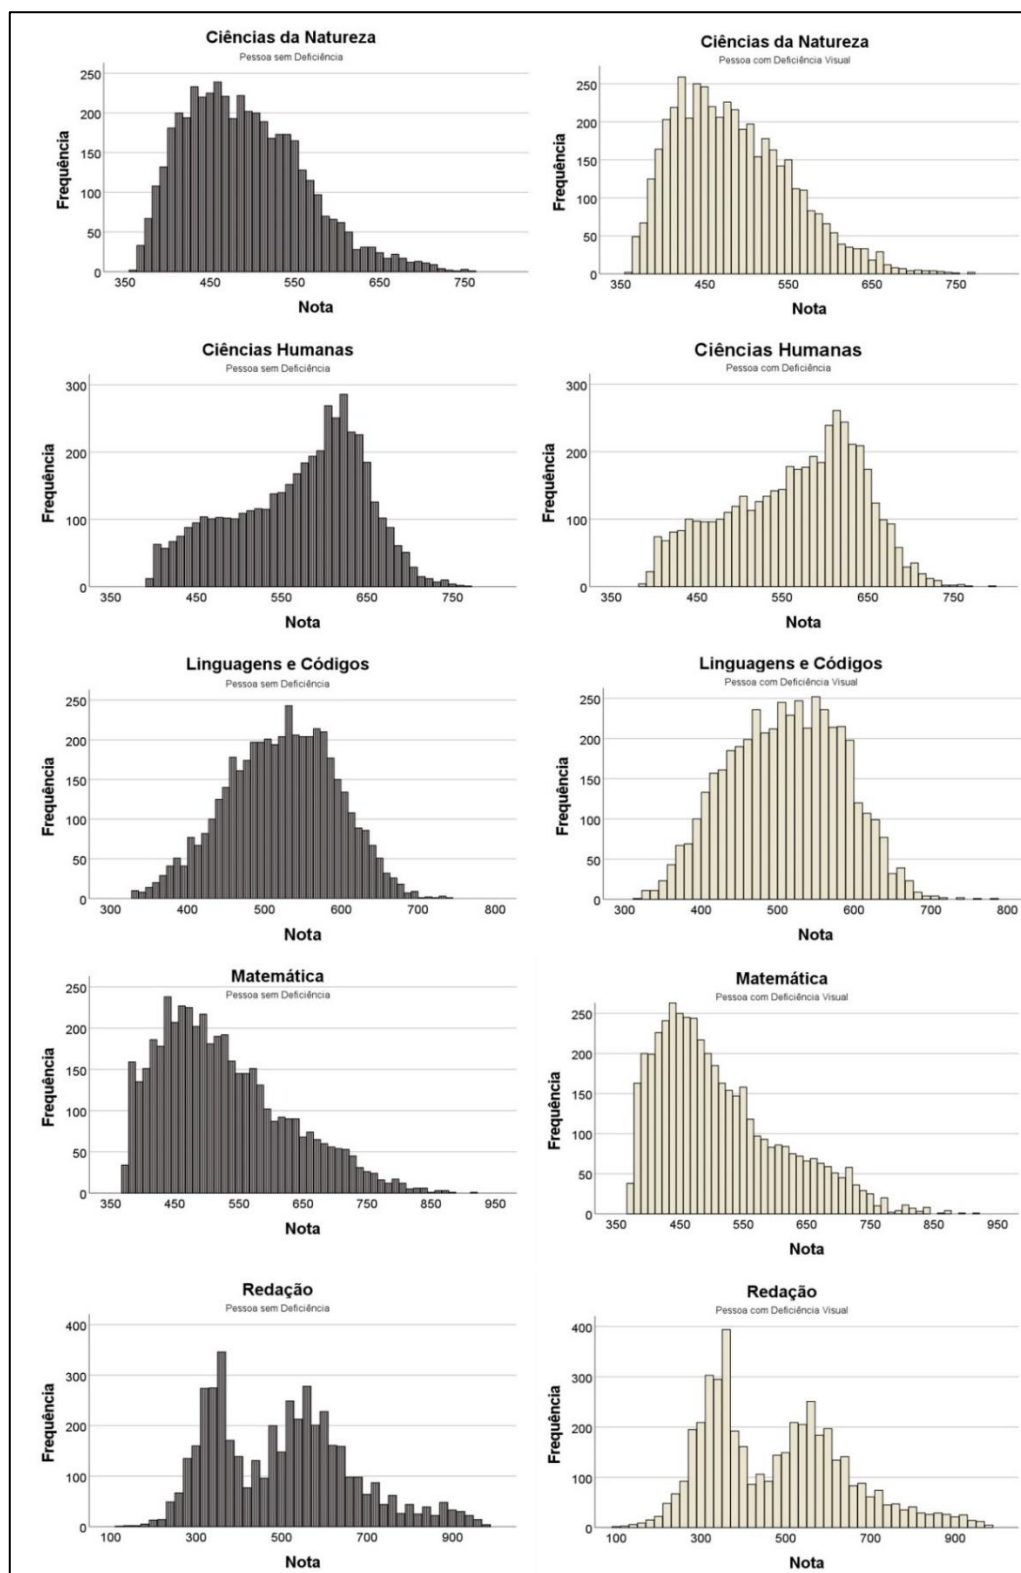 Ciências da Natureza
Pessoa sem Deficiência
Frequência
250
200
150
100
50
0
350 450 550 650 750
Nota
Ciências da Natureza
Pessoa com Deficiência Visual
Frequência
250
200
150
100
50
0
350 450 550 650 750
Nota
Ciências Humanas
Pessoa sem Deficiência
Frequência
300
200
100
0
350 450 550 650 750
Nota
Ciências Humanas
Pessoa com Deficiência
Frequência
300
200
100
0
350 450 550 650 750
Nota
Linguagens e Códigos
Pessoa sem Deficiência
Frequência
250
200
150
100
50
0
300 400 500 600 700 800
Nota
Linguagens e Códigos
Pessoa com Deficiência Visual
Frequência
250
200
150
100
50
0
300 400 500 600 700 800
Nota
Matemática
Pessoa sem Deficiência
Frequência
250
200
150
100
50
0
350 450 550 650 750 850 950
Nota
Matemática
Pessoa com Deficiência Visual
Frequência
250
200
150
100
50
0
350 450 550 650 750 850 950
Nota
Redação
Pessoa sem Deficiência
Frequência
400
300
200
100
0
100 300 500 700 900
Nota
Redação
Pessoa com Deficiência Visual
Frequência
400
300
200
100
0
100 300 500 700 900
Nota